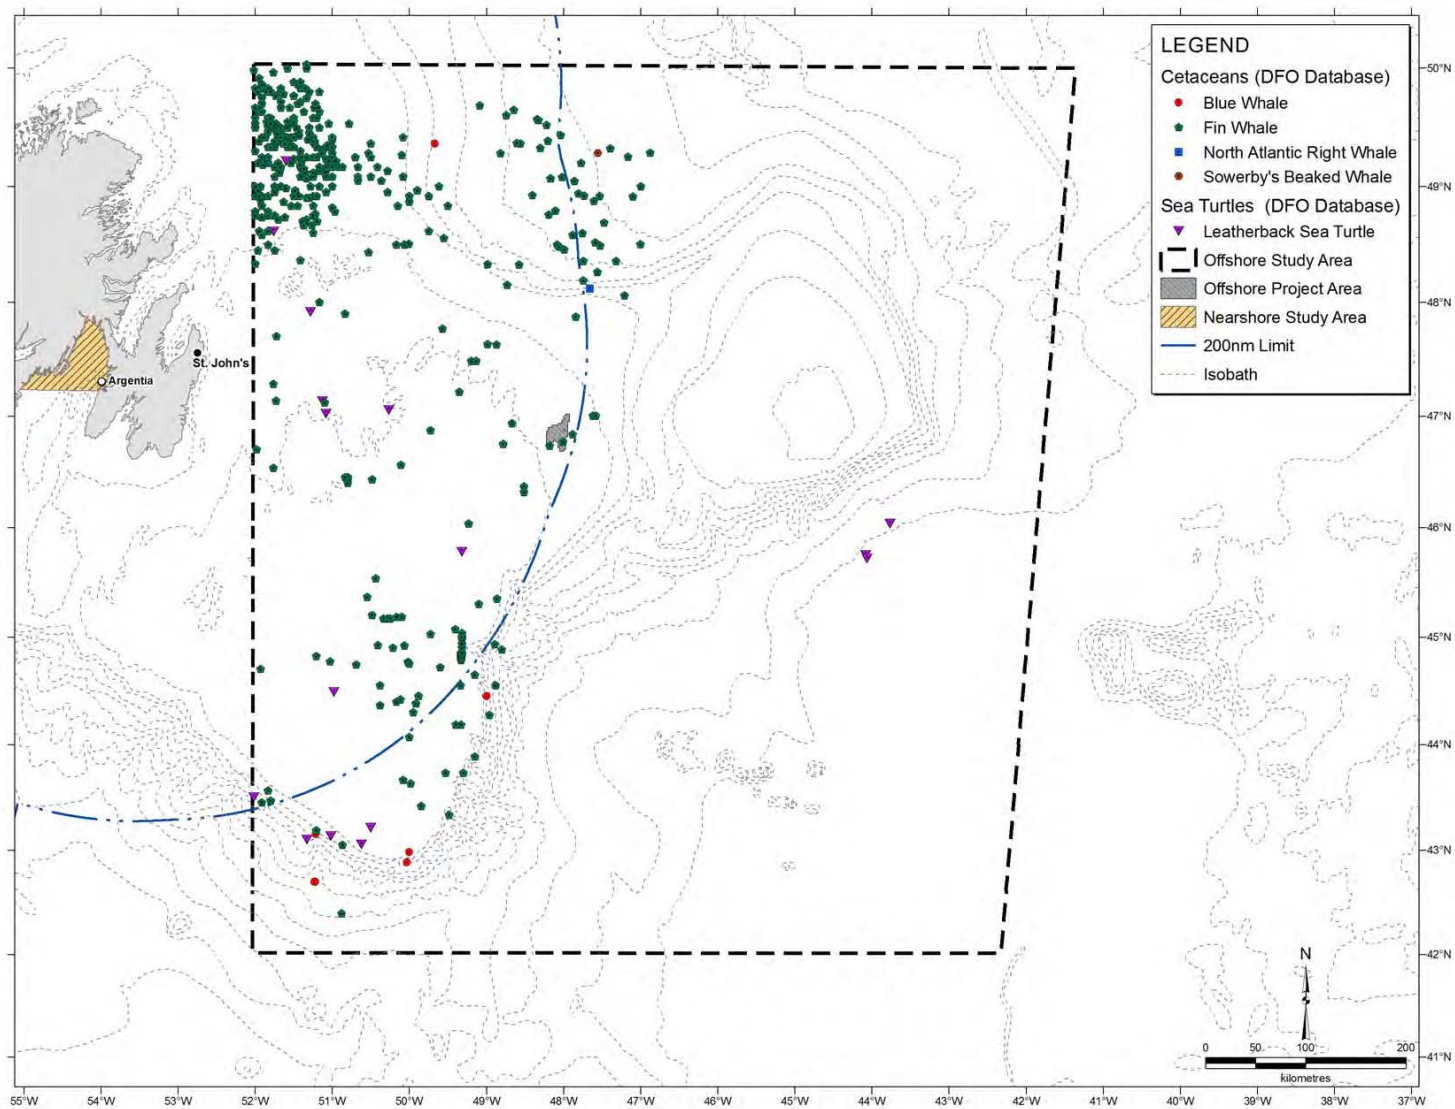 LEGEND
Cetaceans (DFO Database)
Blue Whale
Fin Whale
North Atlantic Right Whale
Sowerby's Beaked Whale
Sea Turtles (DFO Database)
Leatherback Sea Turtle
Offshore Study Area
Offshore Project Area
Nearshore Study Area
200nm Limit
Isobath
50°N
49°N
48°N
47°N
46°N
45°N
44°N
43°N
42°N
41°N
St. John's
Argentia
N
0 50 100 200
kilometres
55°W 54°W 53°W 52°W 51°W 50°W 49°W 48°W 47°W 46°W 45°W 44°W 43°W 42°W 41°W 40°W 39°W 38°W 37°W